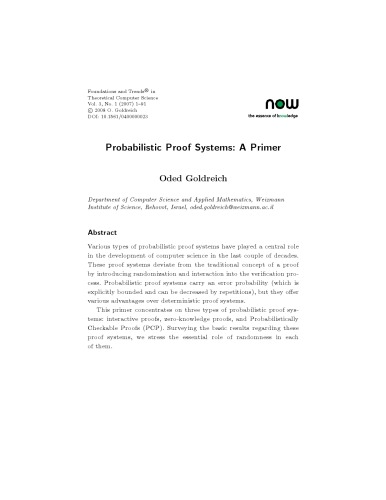 Foundations and Trends® in
Theoretical Computer Science
Vol. 3, No. 1 (2007) 1–91
© 2008 O. Goldreich
DOI: 10.1561/0400000023
now
the essence of knowledge
Probabilistic Proof Systems: A Primer
Oded Goldreich
Department of Computer Science and Applied Mathematics, Weizmann
Institute of Science, Rehovot, Israel, oded.goldreich@weizmann.ac.il
Abstract
Various types of probabilistic proof systems have played a central role
in the development of computer science in the last couple of decades.
These proof systems deviate from the traditional concept of a proof
by introducing randomization and interaction into the verification pro-
cess. Probabilistic proof systems carry an error probability (which is
explicitly bounded and can be decreased by repetitions), but they offer
various advantages over deterministic proof systems.
This primer concentrates on three types of probabilistic proof sys-
tems: interactive proofs, zero-knowledge proofs, and Probabilistically
Checkable Proofs (PCP). Surveying the basic results regarding these
proof systems, we stress the essential role of randomness in each
of them.